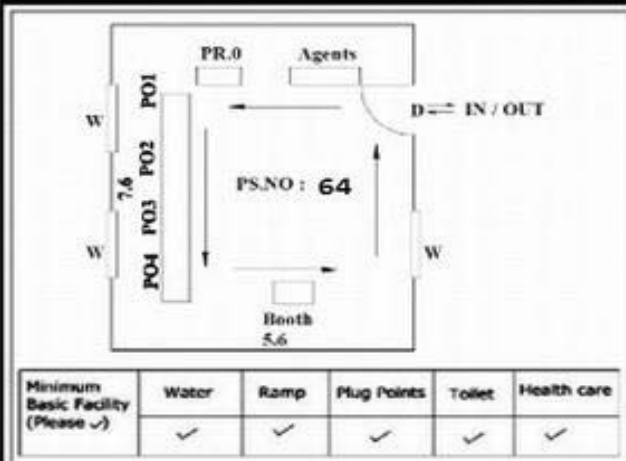 PR.0 Agents
PO1
W
D ⇌ IN / OUT
PO2
7.6
PS.NO : 64
PO3
W
W
PO4
Booth
5.6
Minimum Basic Facility (Please ✓) Water Ramp Plug Points Toilet Health care
✓ ✓ ✓ ✓ ✓